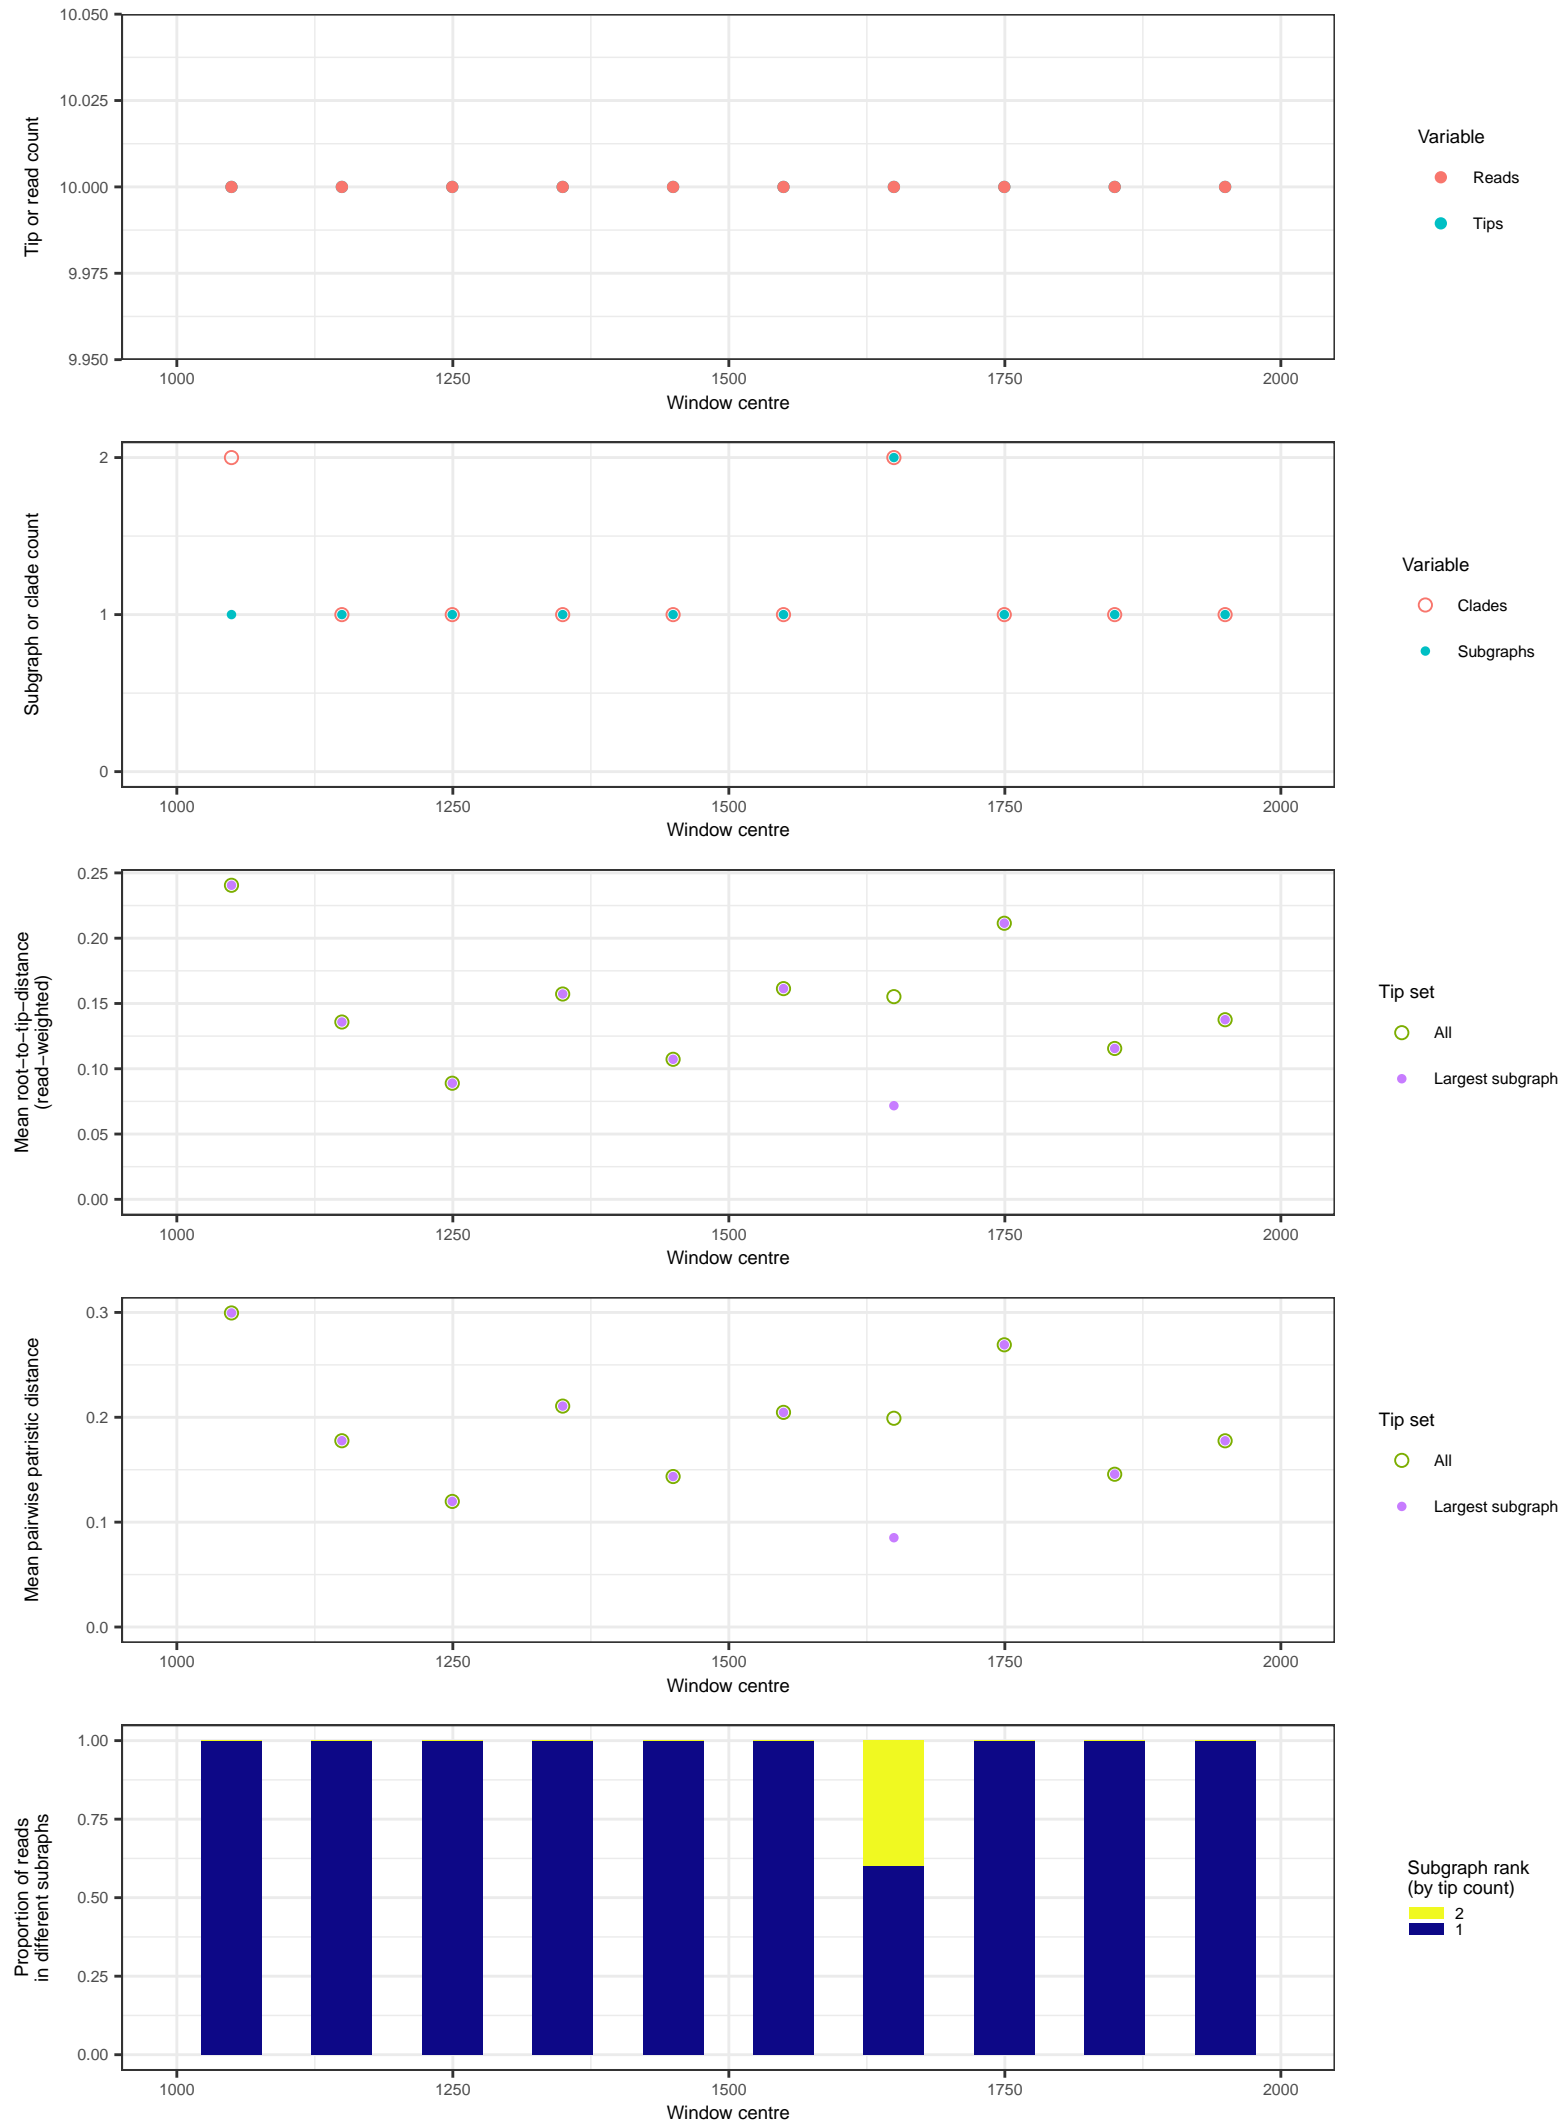 10.050
10.025
10.000
9.975
9.950
Tip or read count
1000 1250 1500 1750 2000
Window centre
Variable
Reads
Tips
2
1
0
Subgraph or clade count
1000 1250 1500 1750 2000
Window centre
Variable
Clades
Subgraphs
0.25
0.20
0.15
0.10
0.05
0.00
Mean root−to−tip−distance
(read−weighted)
1000 1250 1500 1750 2000
Window centre
Tip set
All
Largest subgraph
0.3
0.2
0.1
0.0
Mean pairwise patristic distance
1000 1250 1500 1750 2000
Window centre
Tip set
All
Largest subgraph
1.00
0.75
0.50
0.25
0.00
Proportion of reads
in different subraphs
1000 1250 1500 1750 2000
Window centre
Subgraph rank
(by tip count)
2
1